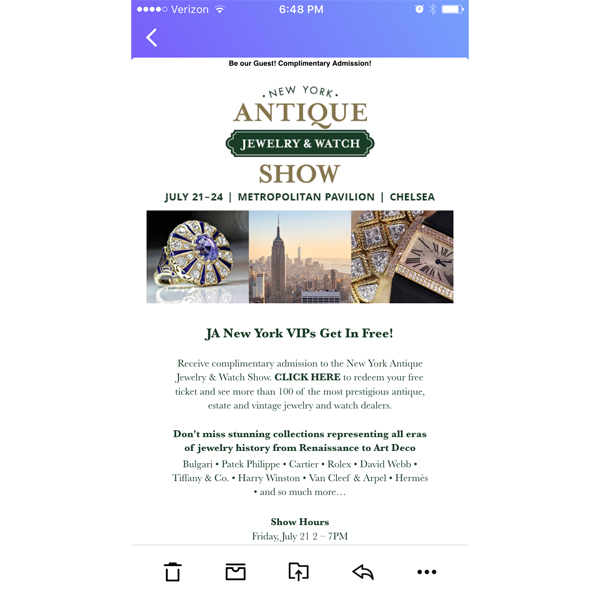 Verizon 6:48 PM
Be our Guest! Complimentary Admission!
• NEW YORK •
ANTIQUE
JEWELRY & WATCH
SHOW
JULY 21–24 | METROPOLITAN PAVILION | CHELSEA
JA New York VIPs Get In Free!
Receive complimentary admission to the New York Antique
Jewelry & Watch Show. CLICK HERE to redeem your free
ticket and see more than 100 of the most prestigious antique,
estate and vintage jewelry and watch dealers.
Don't miss stunning collections representing all eras
of jewelry history from Renaissance to Art Deco
Bulgari • Patek Philippe • Cartier • Rolex • David Webb •
Tiffany & Co. • Harry Winston • Van Cleef & Arpel • Hermès
• and so much more…
Show Hours
Friday, July 21 2 – 7PM